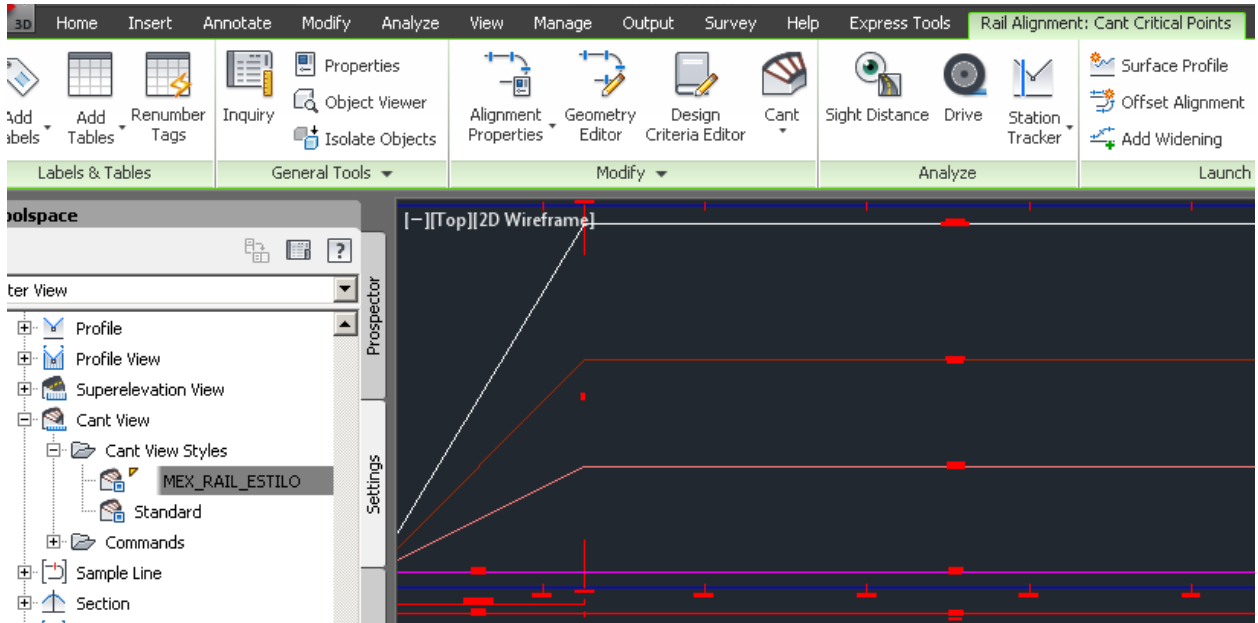 3D Home Insert Annotate Modify Analyze View Manage Output Survey Help Express Tools Rail Alignment: Cant Critical Points
Add
Tables
Renumber
Tags
Inquiry
Properties
Object Viewer
Isolate Objects
Alignment
Properties
Geometry
Editor
Design
Criteria Editor
Cant
Sight Distance
Drive
Station
Tracker
Surface Profile
Offset Alignment
Add Widening
Labels & Tables General Tools Modify Analyze Launch
oolspace
?
ter View
Profile
Profile View
Superelevation View
Cant View
Cant View Styles
MEX_RAIL_ESTILO
Standard
Commands
Sample Line
Section
Prospector
Settings
[−][Top][2D Wireframe]